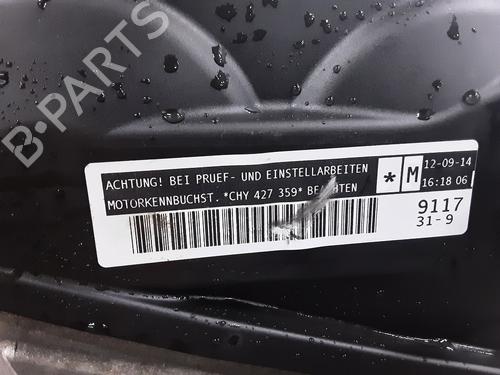 B-PARTS
ACHTUNG! BEI PRUEF- UND EINSTELLARBEITEN
MOTORKENNBUCHST. *CHY 427 359* BEACHTEN
* M
12-09-14
16:18 06
9117
31-9